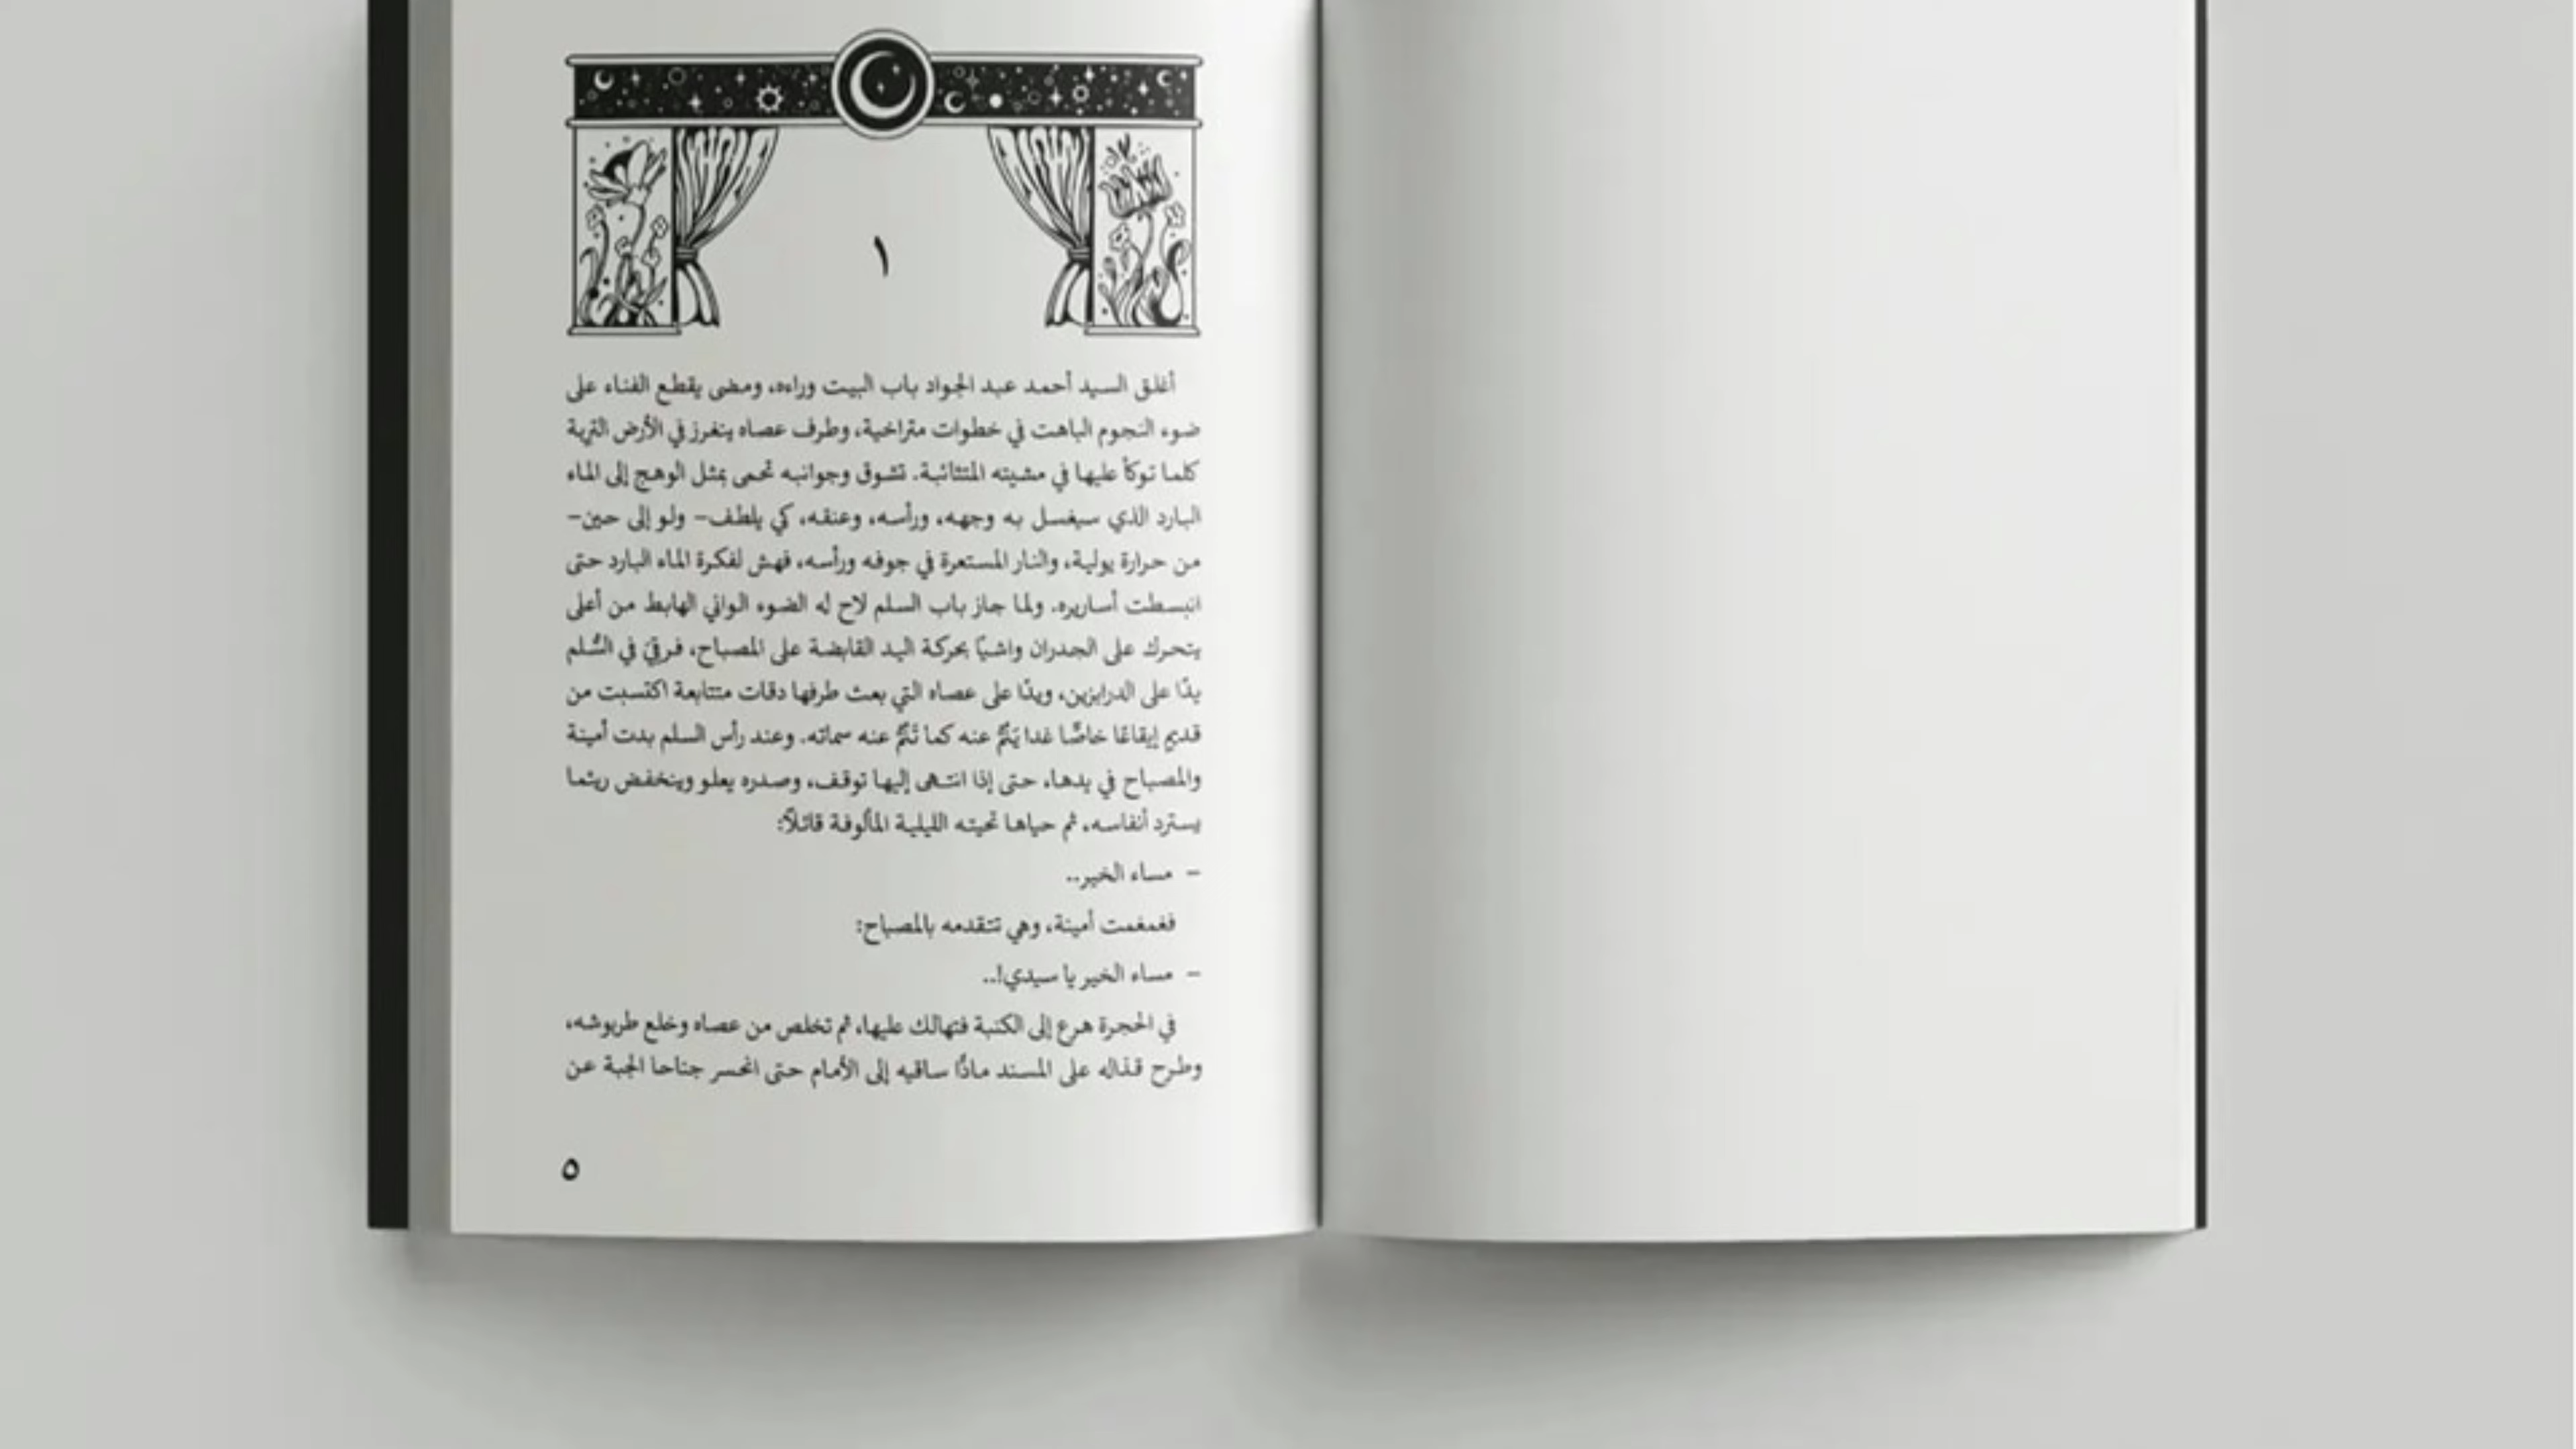 ١
أغلق السيد أحمد عبد الجواد باب البيت وراءه، ومضى يقطع الفناء على
ضوء النجوم الباهت في خطوات متراخية، وطرف عصاه ينغرز في الأرض التربة
كلما توكأ عليها في مشيته المتثائبة. تشوق وجوانبه تحمى بمثل الوهج إلى الماء
البارد الذي سيغسل به وجهه، ورأسه، وعنقه، كي يلطف– ولو إلى حين–
من حرارة يولية، والنار المستعرة في جوفه ورأسه، فهش لفكرة الماء البارد حتى
انبسطت أساريره. ولما جاز باب السلم لاح له الضوء الواني الهابط من أعلى
يتحرك على الجدران واشيًا بحركة اليد القابضة على المصباح، فرقِيَ في السُّلم
يدًا على الدرابزين، ويدًا على عصاه التي بعث طرفها دقات متتابعة اكتسبت من
قديم إيقاعًا خاصًّا غدا يَنُمُّ عنه كما تَنُمُّ عنه سماته. وعند رأس السلم بدت أمينة
والمصباح في يدها، حتى إذا انتهى إليها توقف، وصدره يعلو وينخفض ريثما
يسترد أنفاسه، ثم حياها تحيته الليلية المألوفة قائلاً:
– مساء الخير..
فغمغمت أمينة، وهي تتقدمه بالمصباح:
– مساء الخير يا سيدي!..
في الحجرة هرع إلى الكنبة فتهالك عليها، ثم تخلص من عصاه وخلع طربوشه،
وطرح قذاله على المسند مادًّا ساقيه إلى الأمام حتى انحسر جناحا الجبة عن
٥